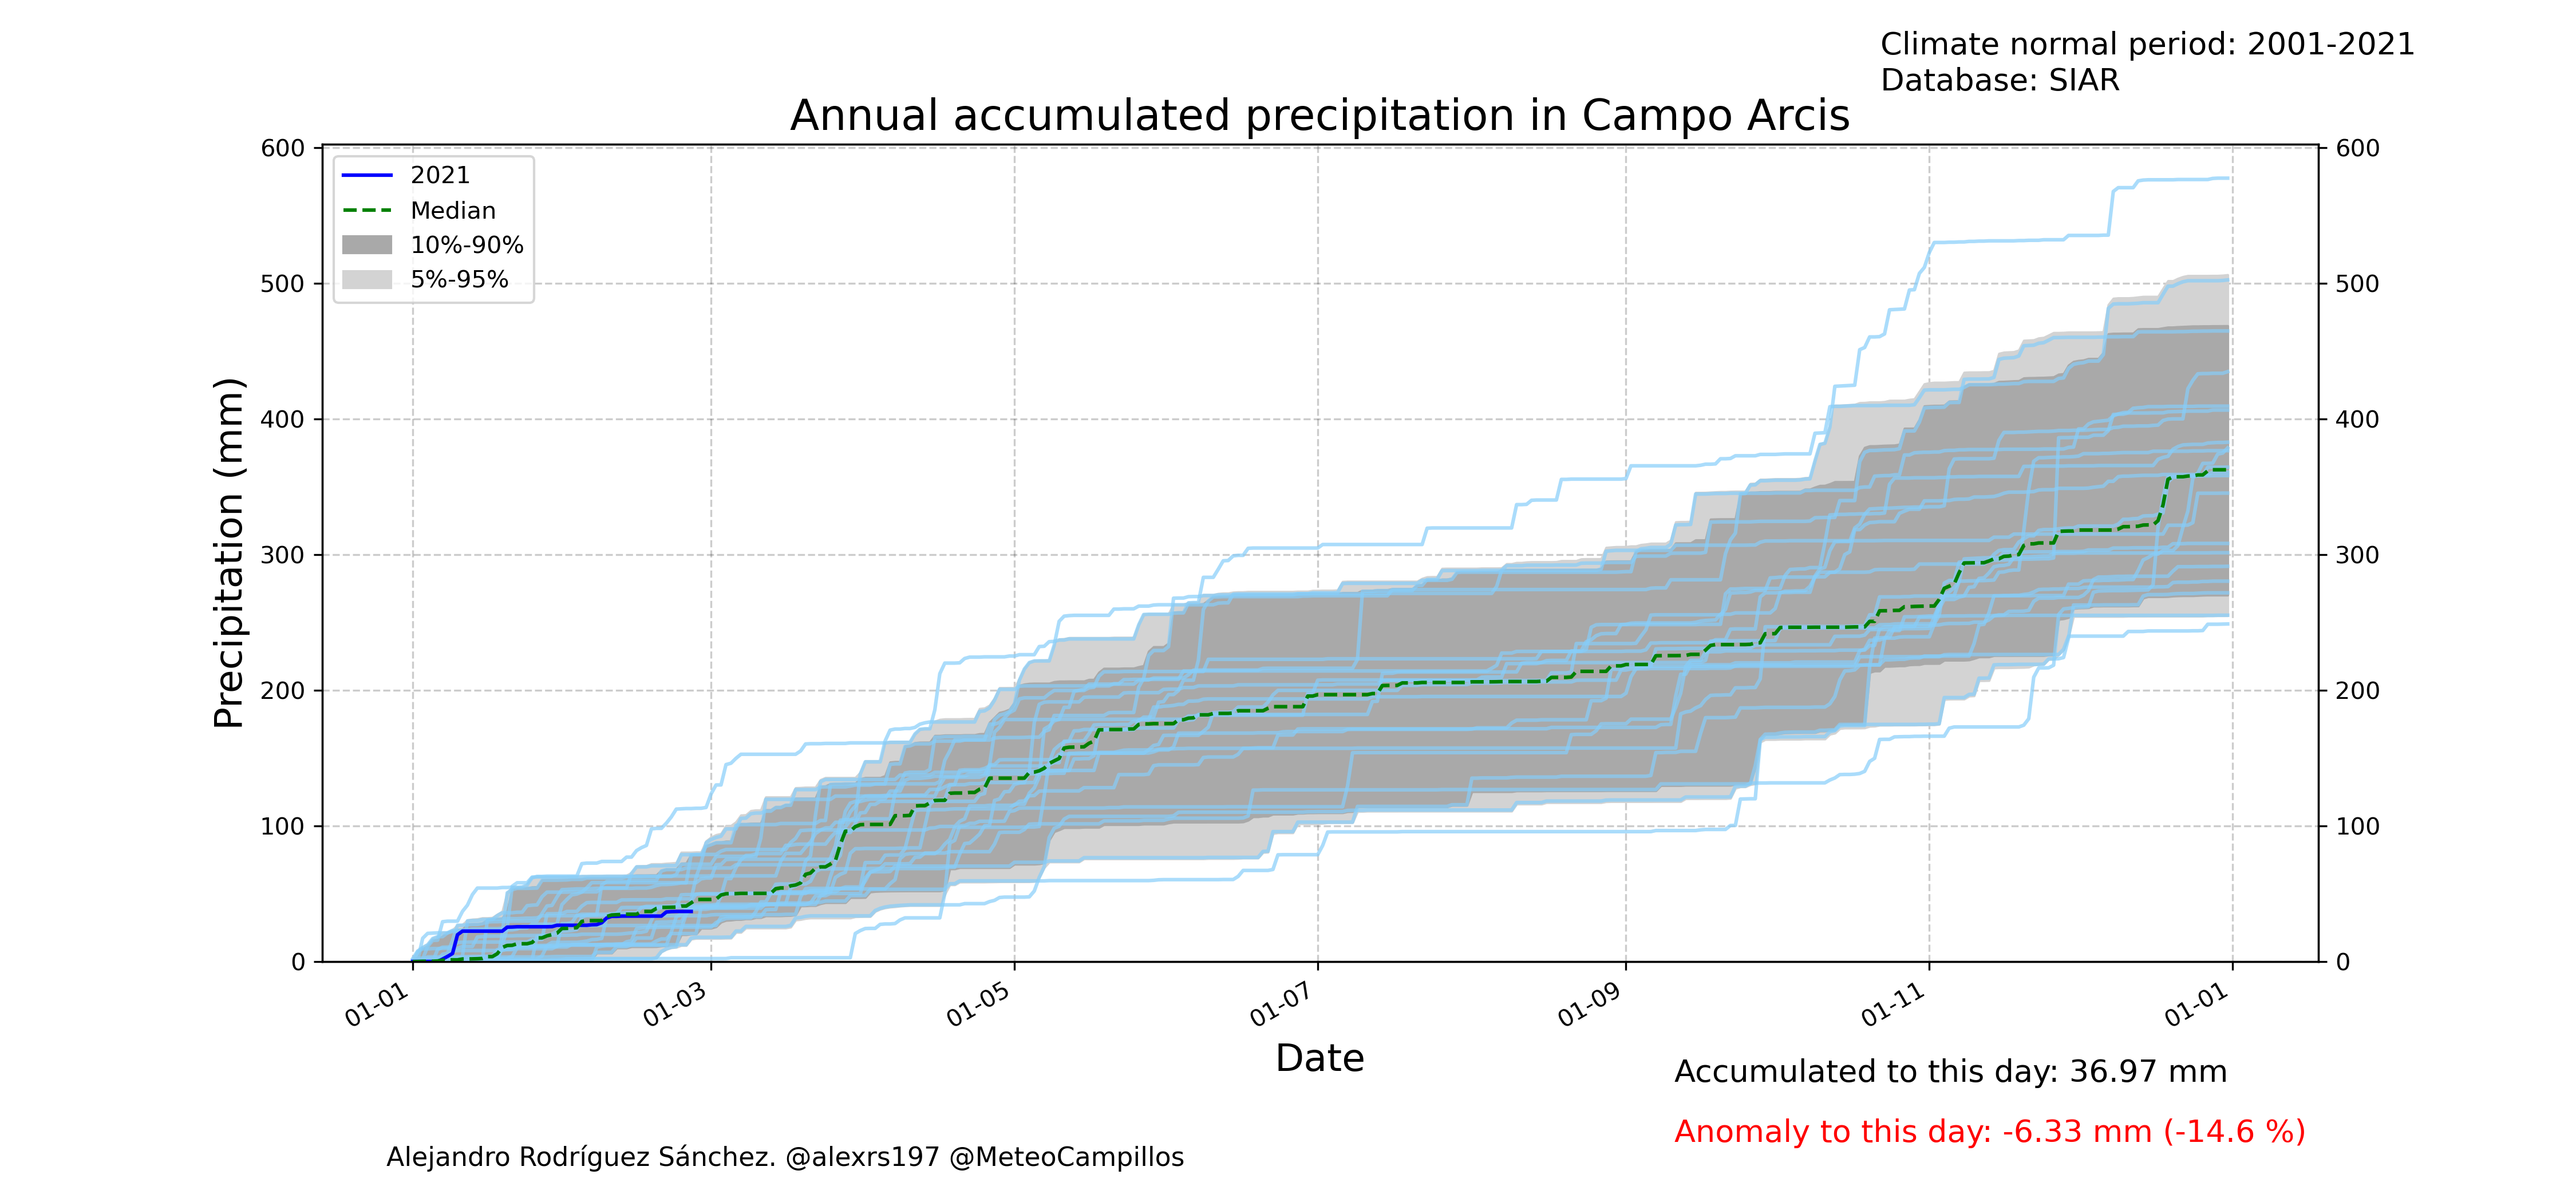 Climate normal period: 2001-2021
Database: SIAR
Annual accumulated precipitation in Campo Arcis
2021
Median
10%-90%
5%-95%
Precipitation (mm)
600
500
400
300
200
100
0
600
500
400
300
200
100
0
01-01
01-03
01-05
01-07
01-09
01-11
01-01
Date
Accumulated to this day: 36.97 mm
Anomaly to this day: -6.33 mm (-14.6 %)
Alejandro Rodríguez Sánchez. @alexrs197 @MeteoCampillos